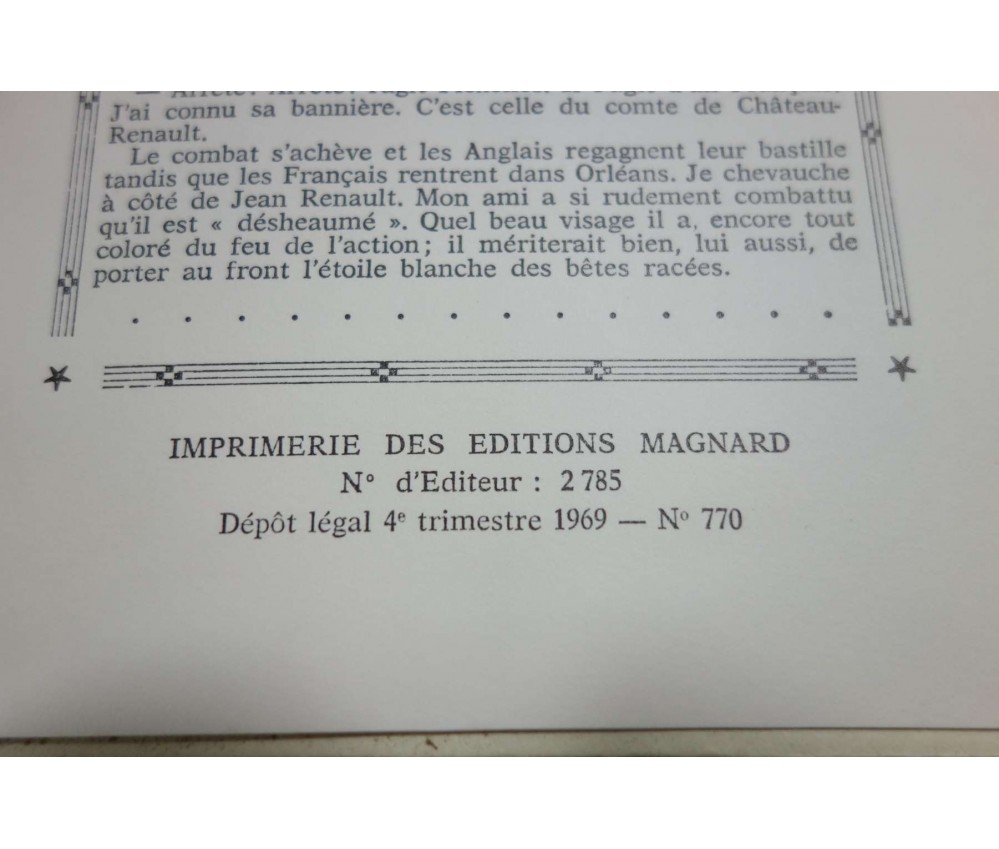 J'ai connu sa bannière. C'est celle du comte de Château-
Renault.
Le combat s'achève et les Anglais regagnent leur bastille
tandis que les Français rentrent dans Orléans. Je chevauche
à côté de Jean Renault. Mon ami a si rudement combattu
qu'il est « désheaumé ». Quel beau visage il a, encore tout
coloré du feu de l'action; il mériterait bien, lui aussi, de
porter au front l'étoile blanche des bêtes racées.
. . . . . . . . . . . . . .
IMPRIMERIE DES EDITIONS MAGNARD
N° d'Editeur : 2 785
Dépôt légal 4e trimestre 1969 — No 770